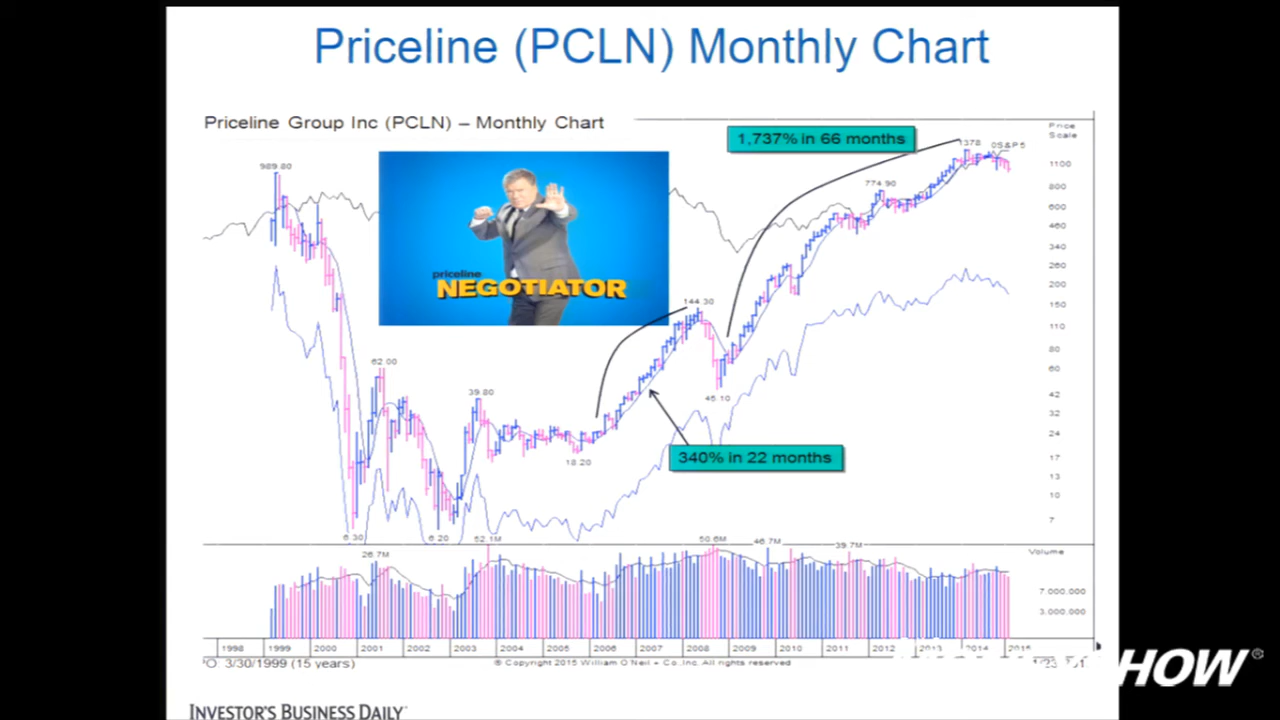 Priceline (PCLN) Monthly Chart
Priceline Group Inc (PCLN) – Monthly Chart
1,737% in 66 months
Price
Scale
989.80
1378
0S&P5
1100
774.90
800
600
460
340
260
200
150
110
80
60
42
32
24
17
13
10
7
priceline
NEGOTIATOR
144.30
62.00
39.80
45.10
18.20
340% in 22 months
6.30
6.20
52.1M
50.6M
46.7M
39.7M
26.7M
Volume
7,000,000
3,000,000
1998 1999 2000 2001 2002 2003 2004 2005 2006 2007 2008 2009 2010 2011 2012 2013 2014 2015
3/30/1999 (15 years)
© Copyright 2015 William O'Neil + Co., Inc. All rights reserved
HOW®
INVESTOR'S BUSINESS DAILY